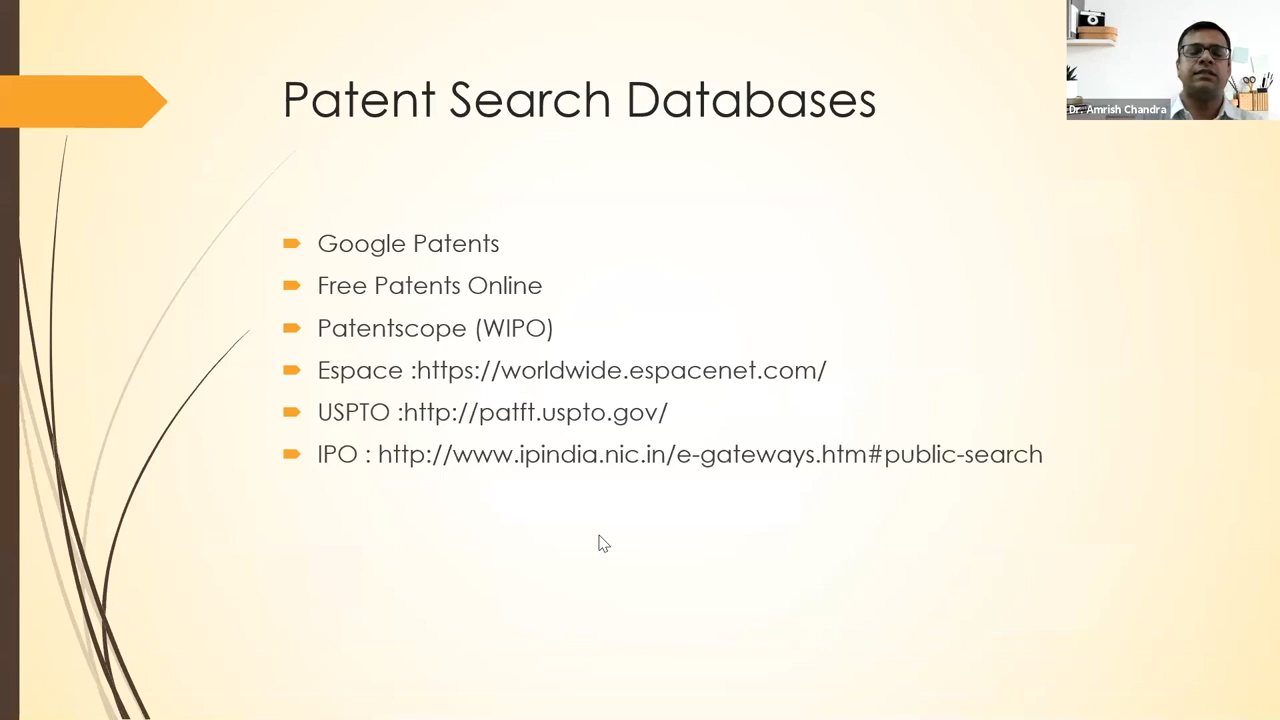 Patent Search Databases
Dr. Amrish Chandra
Google Patents
Free Patents Online
Patentscope (WIPO)
Espace :https://worldwide.espacenet.com/
USPTO :http://patft.uspto.gov/
IPO : http://www.ipindia.nic.in/e-gateways.htm#public-search